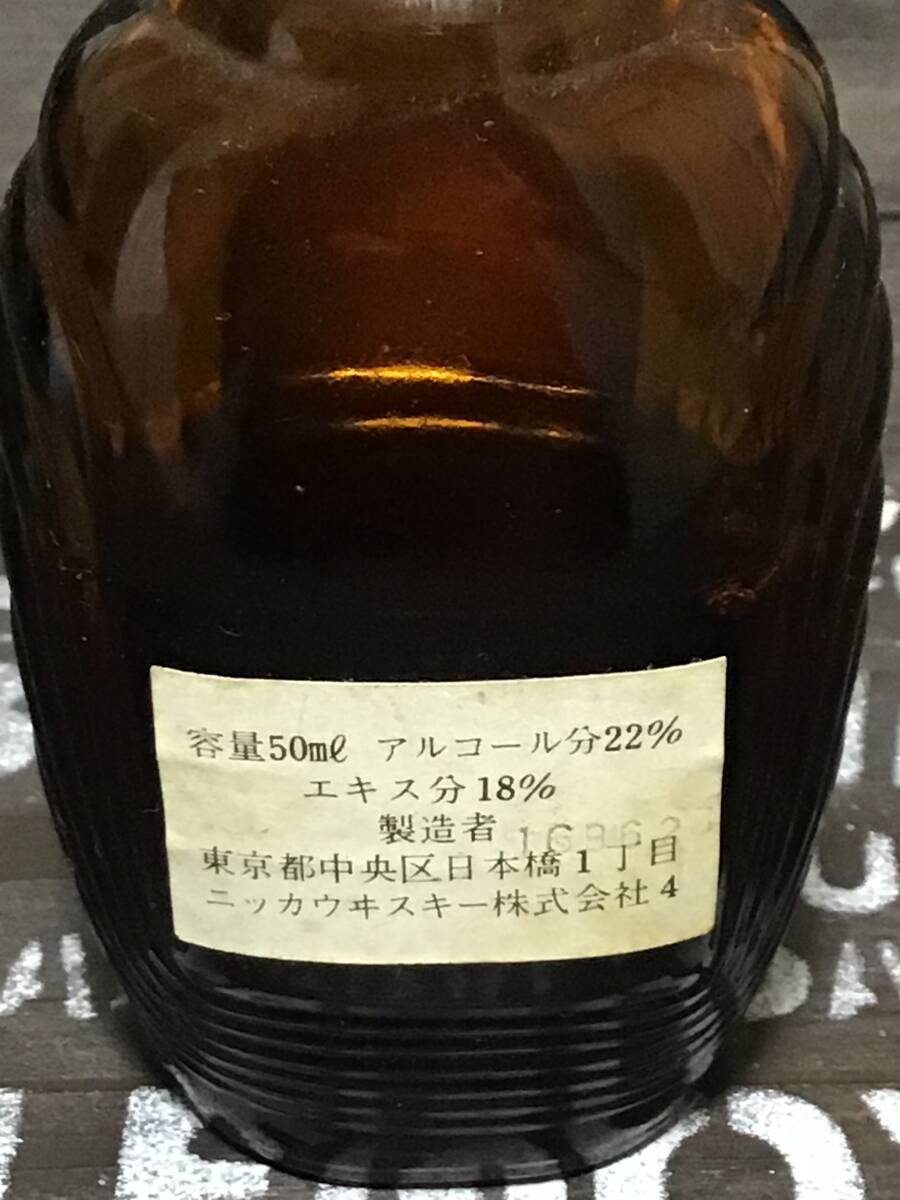 容量50mℓ アルコール分22%
エキス分18%
製造者
東京都中央区日本橋1丁目
ニッカウヰスキー株式会社4